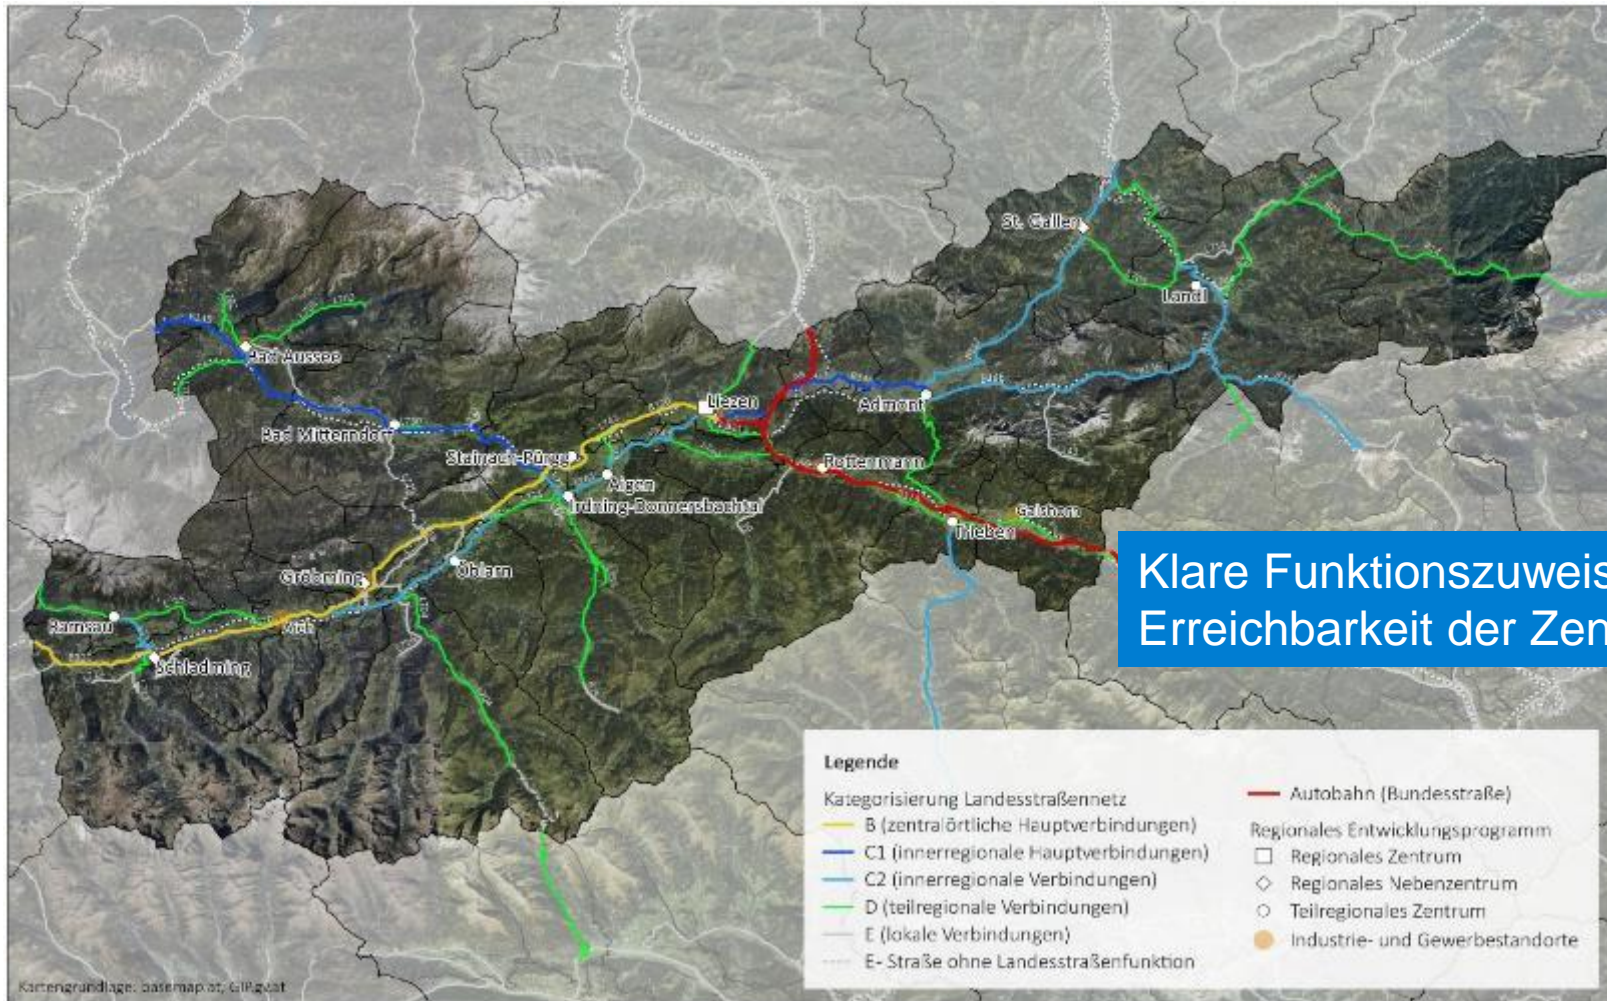 St. Gallen
Landl
Bad Aussee
Liezen
Admont
Bad Mitterndorf
Stainach-Pürgg
Rottenmann
Aigen
Irdning-Donnersbachtal
Gaishorn
Trieben
Öblarn
Gröbming
Ramsau
Aich
Schladming
Klare Funktionszuweis
Erreichbarkeit der Zen
Legende
Kategorisierung Landesstraßennetz
B (zentralörtliche Hauptverbindungen)
C1 (innerregionale Hauptverbindungen)
C2 (innerregionale Verbindungen)
D (teilregionale Verbindungen)
E (lokale Verbindungen)
E- Straße ohne Landesstraßenfunktion
Autobahn (Bundesstraße)
Regionales Entwicklungsprogramm
Regionales Zentrum
Regionales Nebenzentrum
Teilregionales Zentrum
Industrie- und Gewerbestandorte
Kartengrundlage: basemap.at, GIP.gv.at